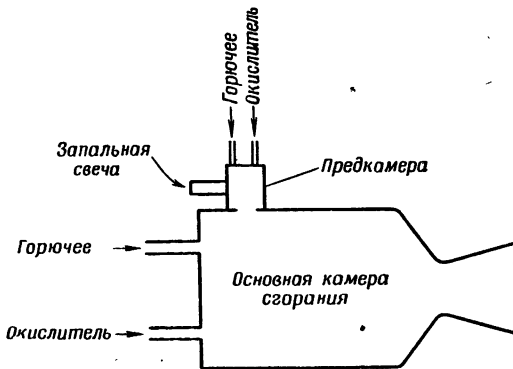 Горючее
Окислитель
Запальная
свеча
Предкамера
Горючее
Основная камера
сгорания
Окислитель